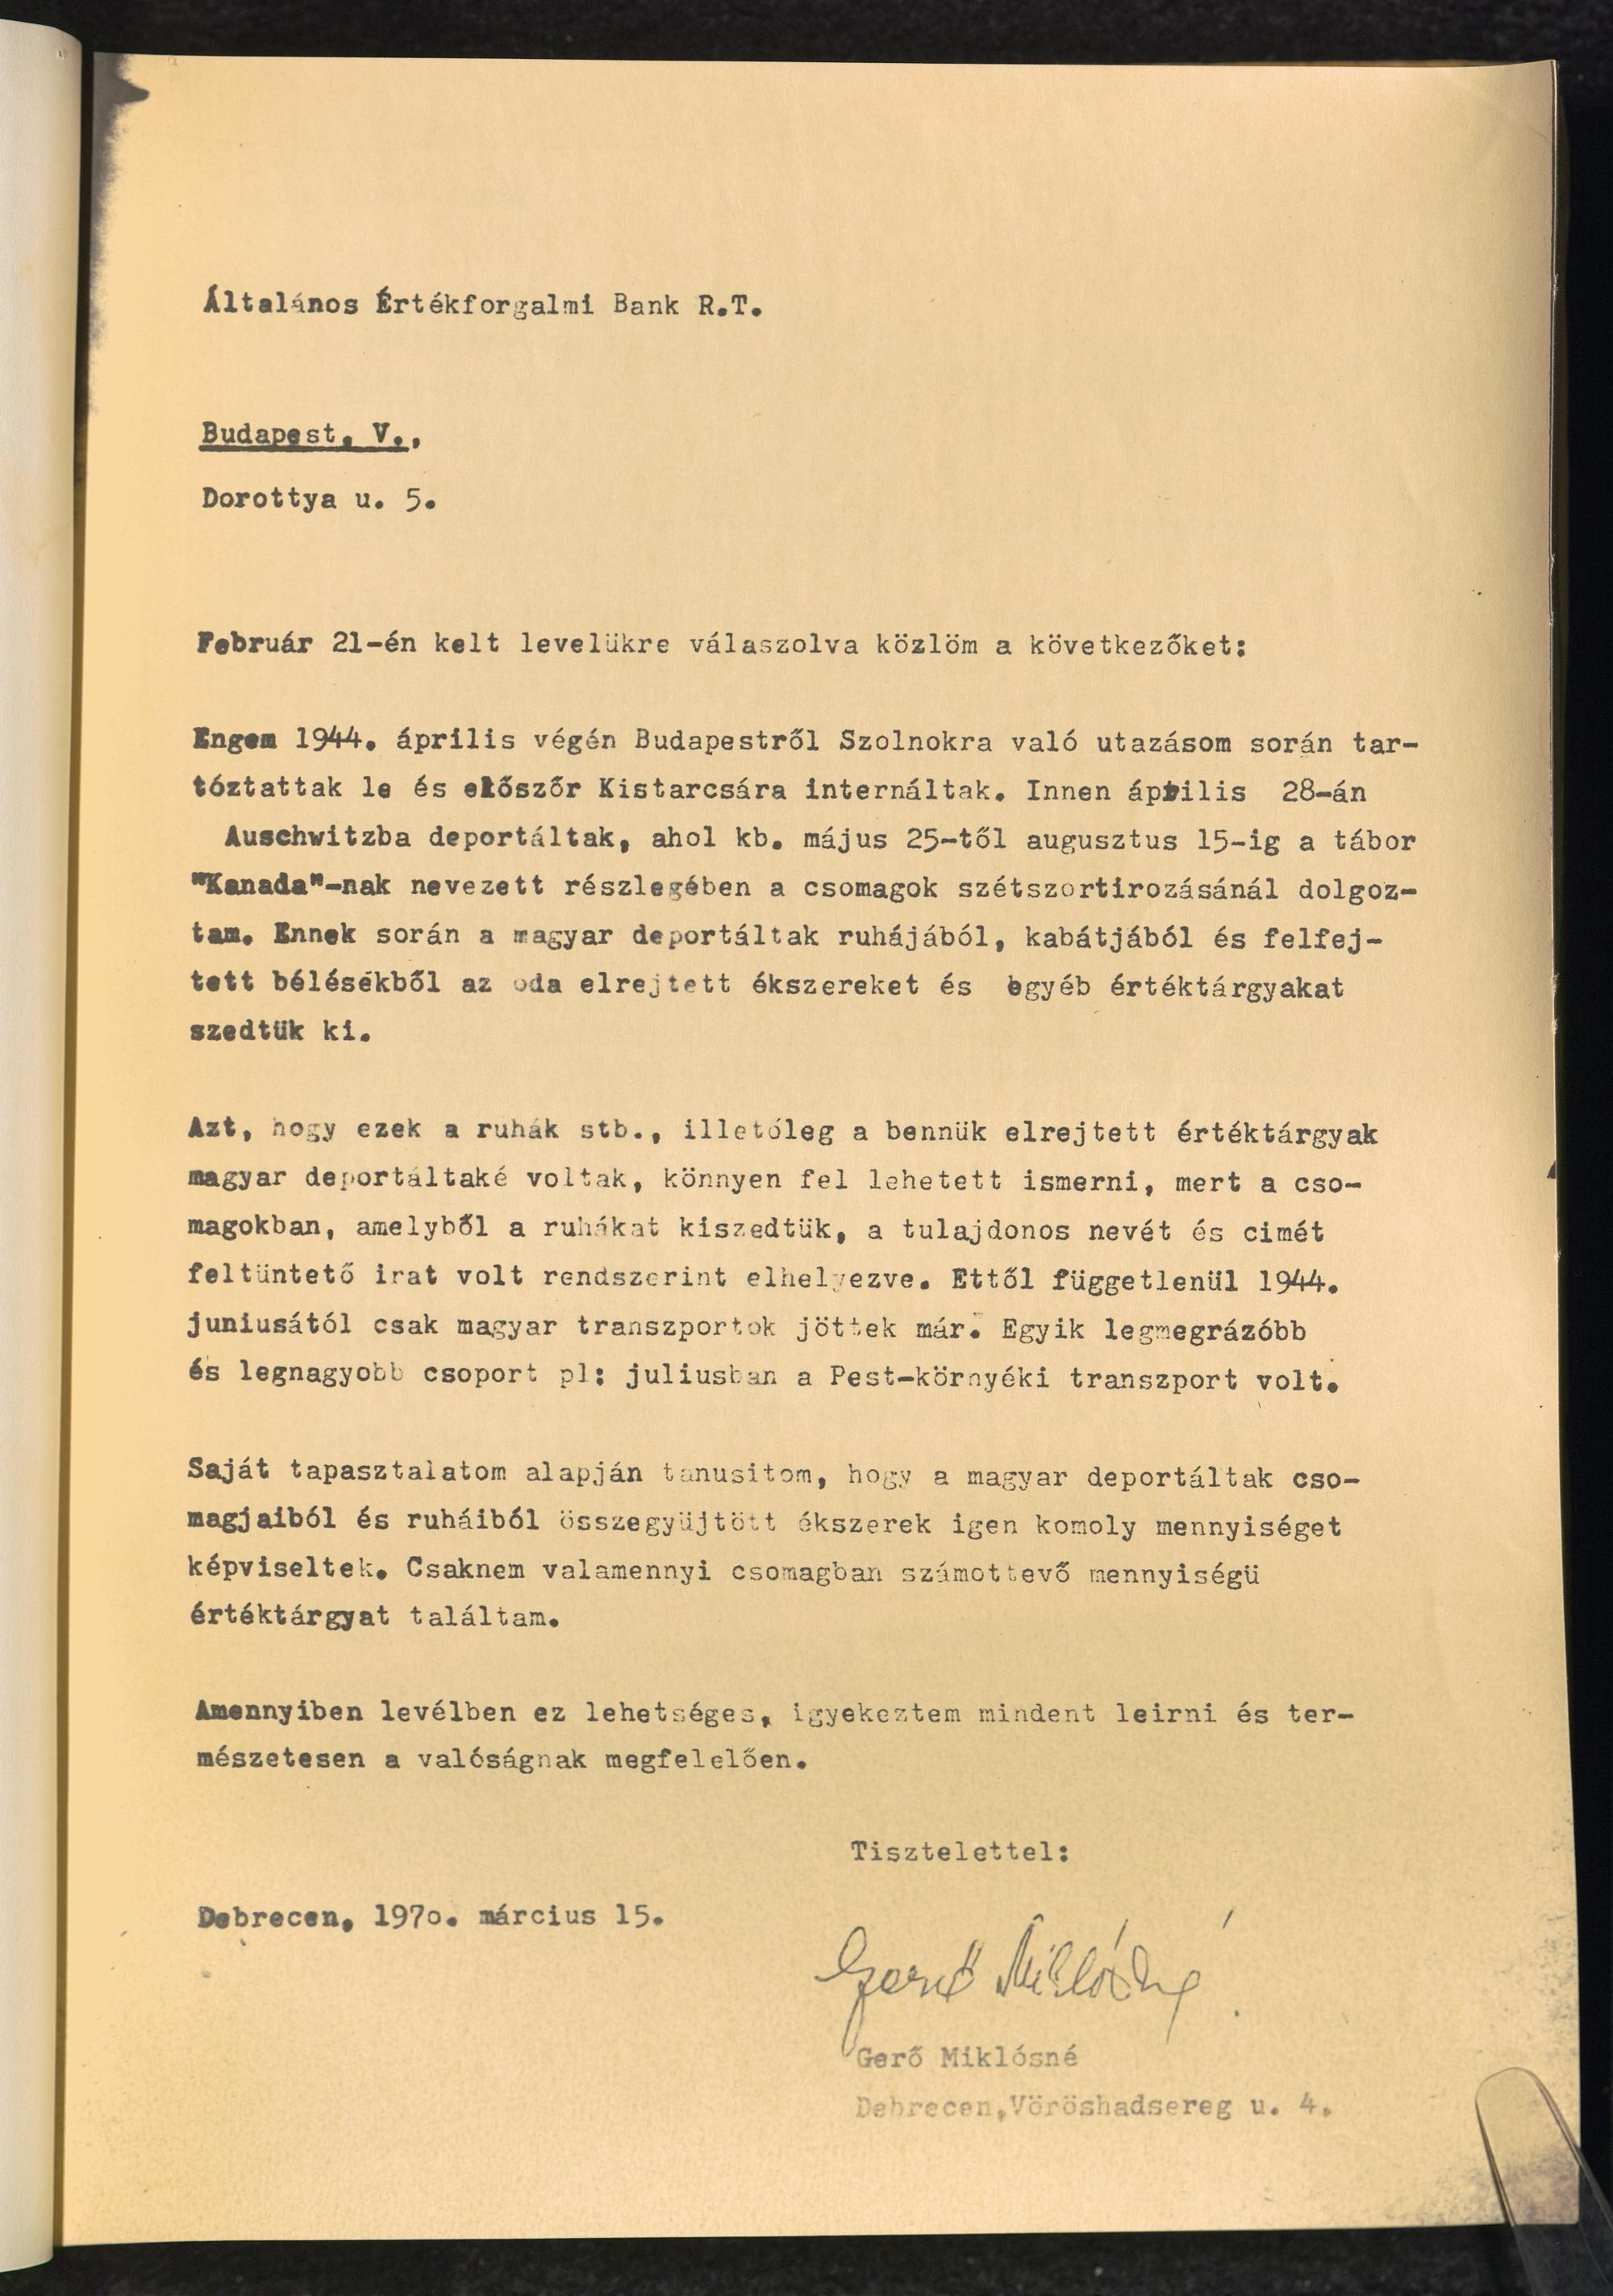 Általános Értékforgalmi Bank R.T.
Budapest. V.,
Dorottya u. 5.
Február 21-én kelt levelükre válaszolva közlöm a következőket:
Engem 1944. április végén Budapestről Szolnokra való utazásom során tar-
tóztattak le és először Kistarcsára internáltak. Innen április 28-án
Auschwitzba deportáltak, ahol kb. május 25-től augusztus 15-ig a tábor
"Kanada"-nak nevezett részlegében a csomagok szétszortirozásánál dolgoz-
tam. Ennek során a magyar deportáltak ruhájából, kabátjából és felfej-
tett bélésekből az oda elrejtett ékszereket és egyéb értéktárgyakat
szedtük ki.
Azt, hogy ezek a ruhák stb., illetóleg a bennük elrejtett értéktárgyak
magyar deportáltaké voltak, könnyen fel lehetett ismerni, mert a cso-
magokban, amelyből a ruhákat kiszedtük, a tulajdonos nevét és cimét
feltüntető irat volt rendszerint elhelyezve. Ettől függetlenül 1944.
juniusától csak magyar transzportok jöttek már. Egyik legmegrázóbb
és legnagyobb csoport pl: juliusban a Pest-környéki transzport volt.
Saját tapasztalatom alapján tanusitom, hogy a magyar deportáltak cso-
magjaiból és ruháiból összegyüjtött ékszerek igen komoly mennyiséget
képviseltek. Csaknem valamennyi csomagban számottevő mennyiségü
értéktárgyat találtam.
Amennyiben levélben ez lehetséges, igyekeztem mindent leirni és ter-
mészetesen a valóságnak megfelelően.
Tisztelettel:
Debrecen, 1970. március 15.
Gerő Miklósné
Gerő Miklósné
Debrecen,Vöröshadsereg u. 4.